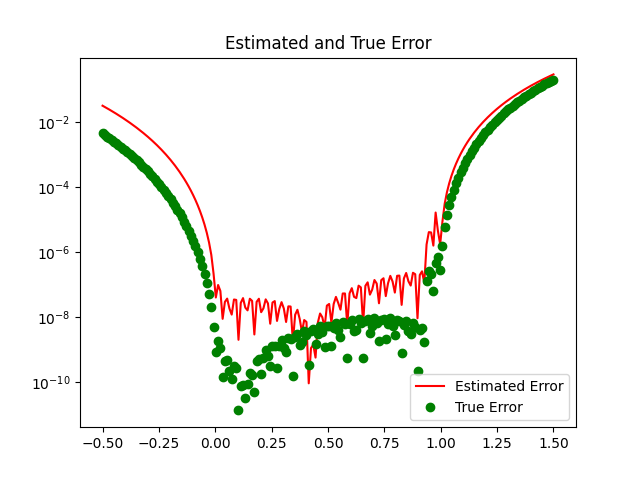 Estimated and True Error
10⁻²
10⁻⁴
10⁻⁶
10⁻⁸
10⁻¹⁰
−0.50 −0.25 0.00 0.25 0.50 0.75 1.00 1.25 1.50
Estimated Error
True Error